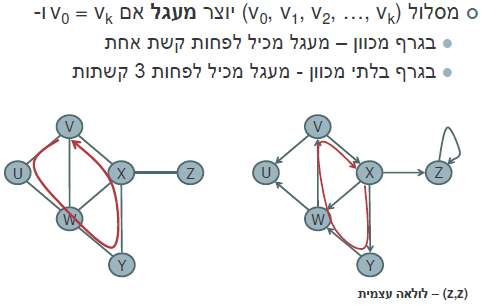 מסלול (v0, v1, v2, …, vk) יוצר מעגל אם v0 = vk ו-
בגרף מכוון – מעגל מכיל לפחות קשת אחת
בגרף בלתי מכוון - מעגל מכיל לפחות 3 קשתות
V V
U X Z U X Z
W W
Y Y
(z,z) – לולאה עצמית